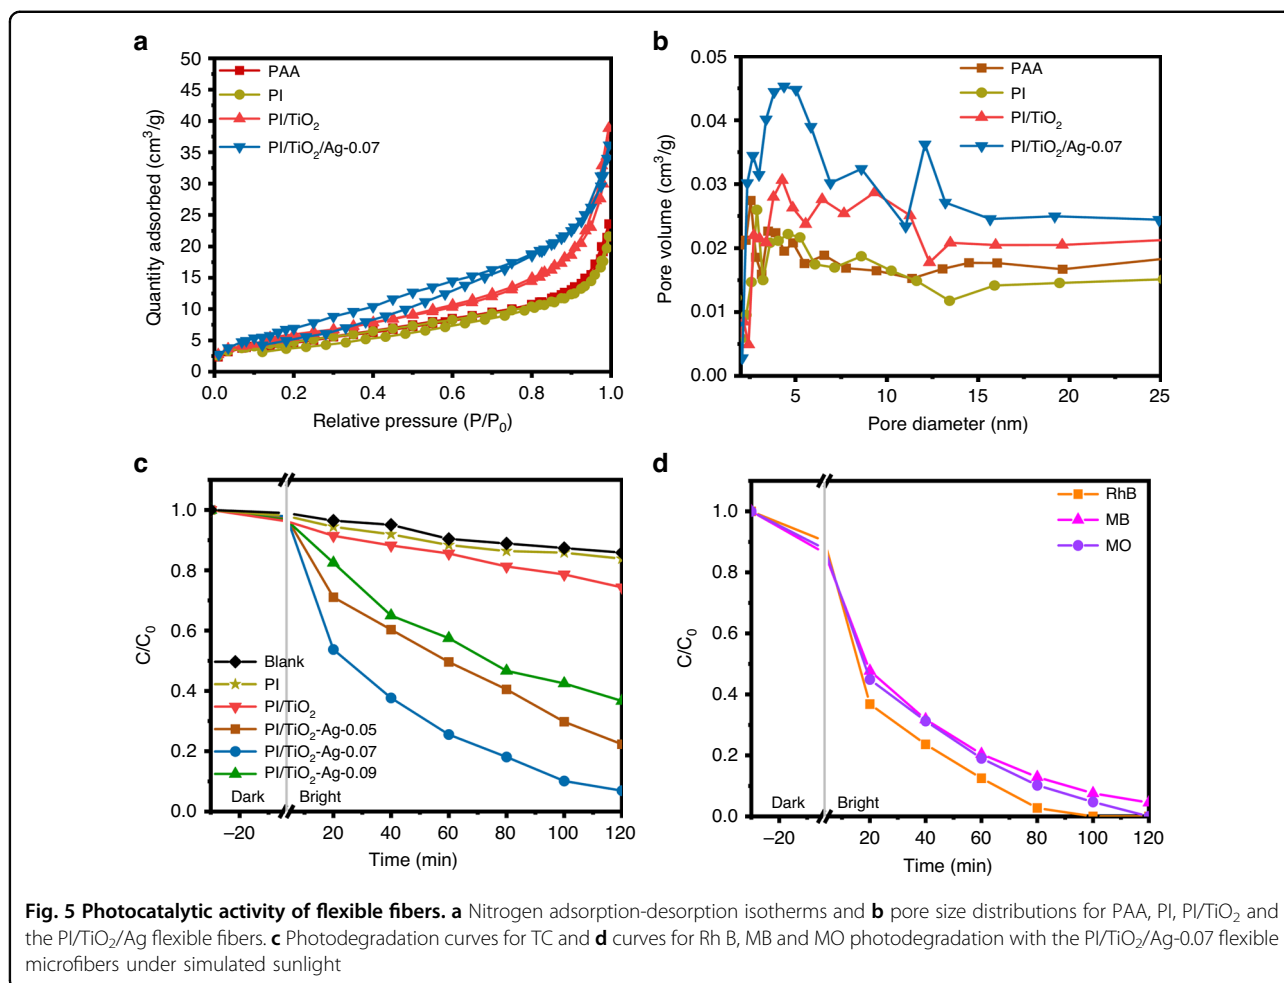 a
50
45
40
35
30
25
20
15
10
5
0
Quantity adsorbed (cm³/g)
PAA
PI
PI/TiO₂
PI/TiO₂/Ag-0.07
0.0 0.2 0.4 0.6 0.8 1.0
Relative pressure (P/P₀)
b
0.05
0.04
0.03
0.02
0.01
0.00
Pore volume (cm³/g)
PAA
PI
PI/TiO₂
PI/TiO₂/Ag-0.07
5 10 15 20 25
Pore diameter (nm)
c
1.0
0.8
0.6
0.4
0.2
0.0
C/C₀
Blank
PI
PI/TiO₂
PI/TiO₂-Ag-0.05
PI/TiO₂-Ag-0.07
PI/TiO₂-Ag-0.09
Dark Bright
−20 20 40 60 80 100 120
Time (min)
d
1.0
0.8
0.6
0.4
0.2
0.0
C/C₀
RhB
MB
MO
Dark Bright
−20 20 40 60 80 100 120
Time (min)
Fig. 5 Photocatalytic activity of flexible fibers. a Nitrogen adsorption-desorption isotherms and b pore size distributions for PAA, PI, PI/TiO₂ and
the PI/TiO₂/Ag flexible fibers. c Photodegradation curves for TC and d curves for Rh B, MB and MO photodegradation with the PI/TiO₂/Ag-0.07 flexible
microfibers under simulated sunlight